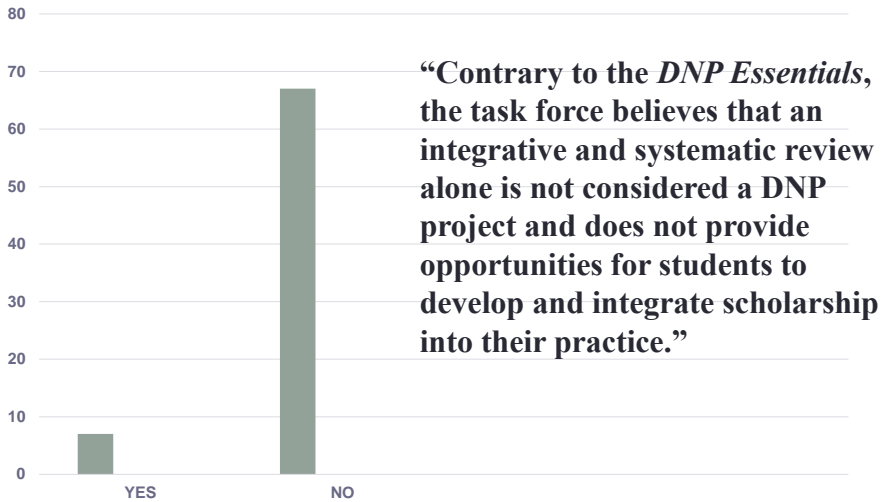 80
70
60
50
40
30
20
10
0
YES
NO
“Contrary to the DNP Essentials,
the task force believes that an
integrative and systematic review
alone is not considered a DNP
project and does not provide
opportunities for students to
develop and integrate scholarship
into their practice.”